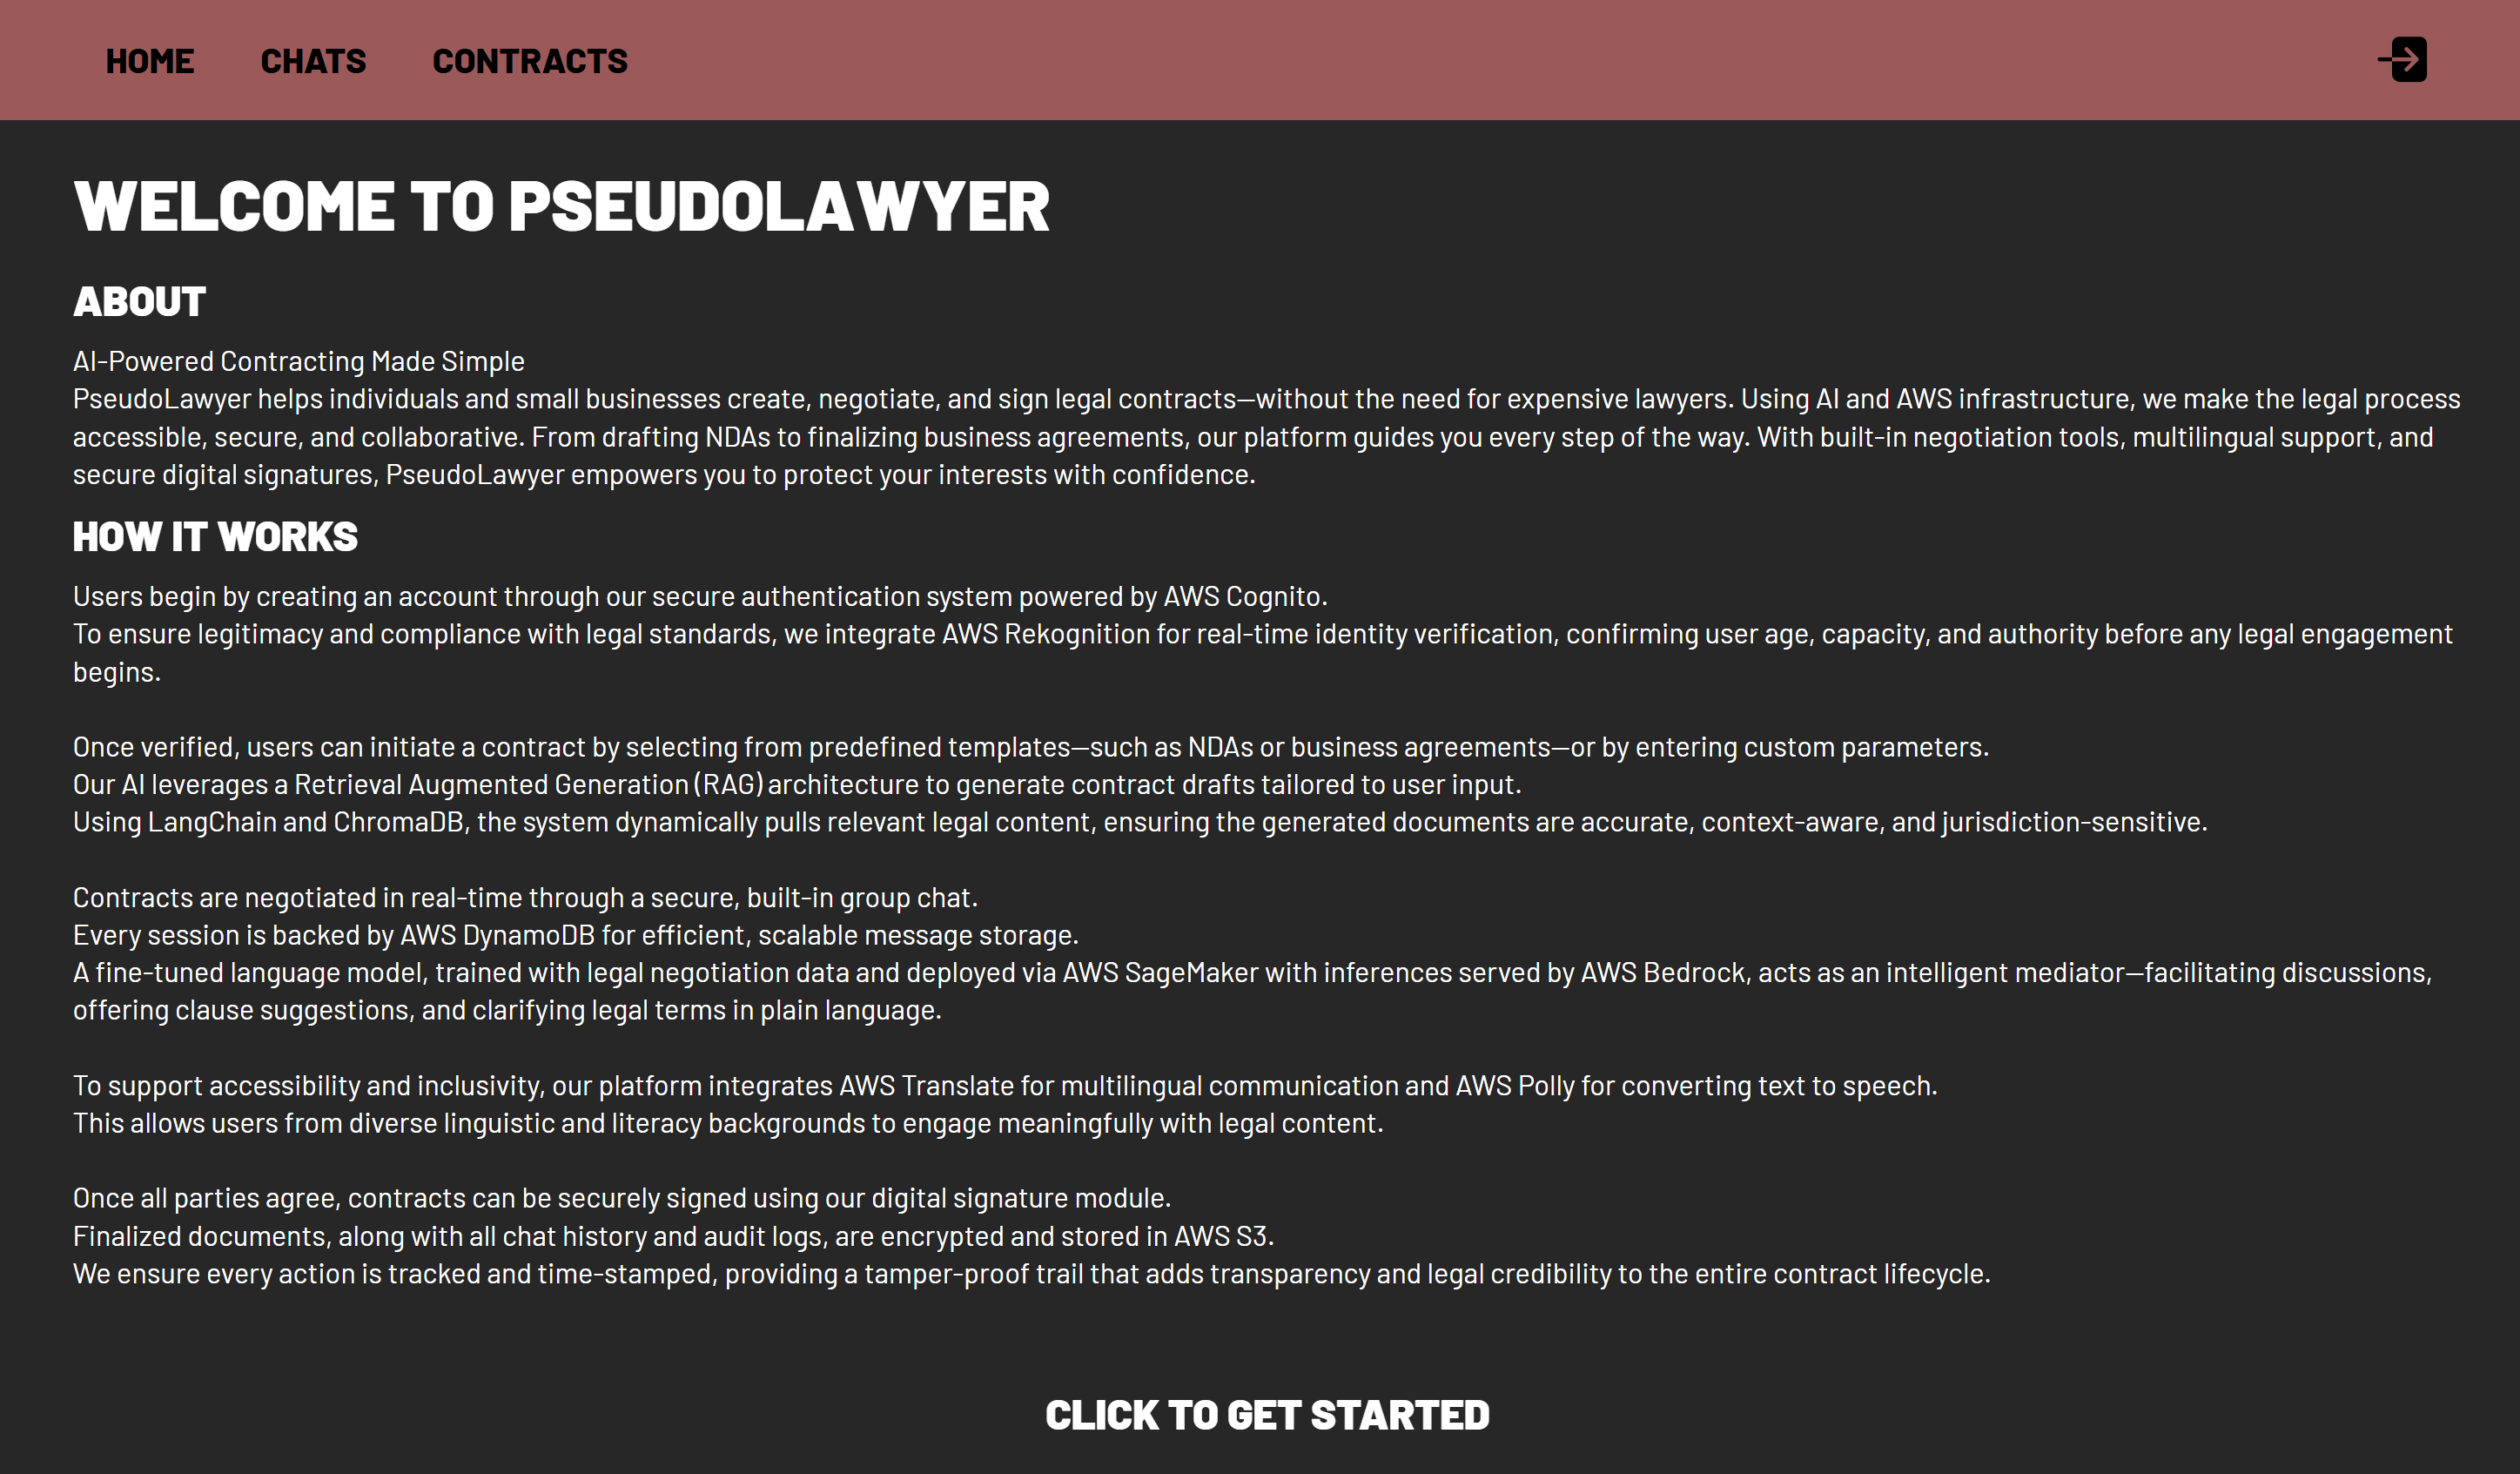 HOME CHATS CONTRACTS
WELCOME TO PSEUDOLAWYER
ABOUT
AI-Powered Contracting Made Simple
PseudoLawyer helps individuals and small businesses create, negotiate, and sign legal contracts—without the need for expensive lawyers. Using AI and AWS infrastructure, we make the legal process
accessible, secure, and collaborative. From drafting NDAs to finalizing business agreements, our platform guides you every step of the way. With built-in negotiation tools, multilingual support, and
secure digital signatures, PseudoLawyer empowers you to protect your interests with confidence.
HOW IT WORKS
Users begin by creating an account through our secure authentication system powered by AWS Cognito.
To ensure legitimacy and compliance with legal standards, we integrate AWS Rekognition for real-time identity verification, confirming user age, capacity, and authority before any legal engagement
begins.
Once verified, users can initiate a contract by selecting from predefined templates—such as NDAs or business agreements—or by entering custom parameters.
Our AI leverages a Retrieval Augmented Generation (RAG) architecture to generate contract drafts tailored to user input.
Using LangChain and ChromaDB, the system dynamically pulls relevant legal content, ensuring the generated documents are accurate, context-aware, and jurisdiction-sensitive.
Contracts are negotiated in real-time through a secure, built-in group chat.
Every session is backed by AWS DynamoDB for efficient, scalable message storage.
A fine-tuned language model, trained with legal negotiation data and deployed via AWS SageMaker with inferences served by AWS Bedrock, acts as an intelligent mediator—facilitating discussions,
offering clause suggestions, and clarifying legal terms in plain language.
To support accessibility and inclusivity, our platform integrates AWS Translate for multilingual communication and AWS Polly for converting text to speech.
This allows users from diverse linguistic and literacy backgrounds to engage meaningfully with legal content.
Once all parties agree, contracts can be securely signed using our digital signature module.
Finalized documents, along with all chat history and audit logs, are encrypted and stored in AWS S3.
We ensure every action is tracked and time-stamped, providing a tamper-proof trail that adds transparency and legal credibility to the entire contract lifecycle.
CLICK TO GET STARTED